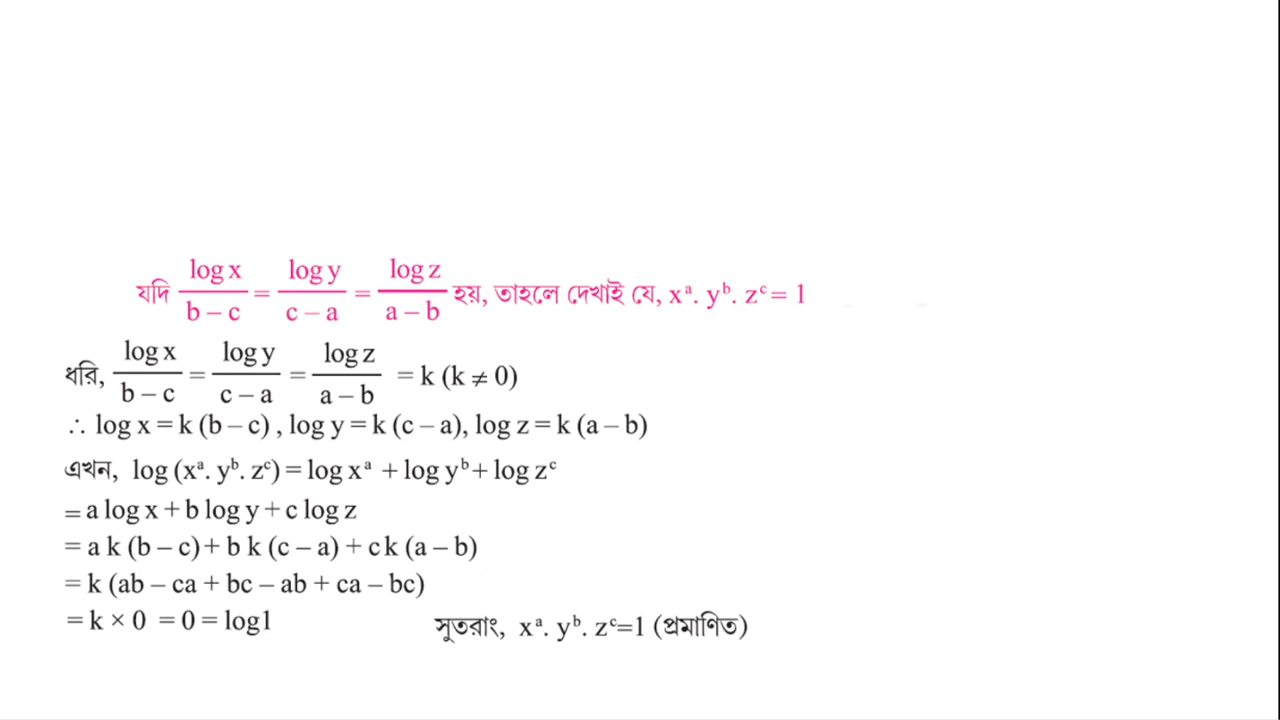 যদি log x / b – c = log y / c – a = log z / a – b হয়, তাহলে দেখাই যে, xᵃ. yᵇ. zᶜ = 1
ধরি, log x / b – c = log y / c – a = log z / a – b = k (k ≠ 0)
∴ log x = k (b – c) , log y = k (c – a), log z = k (a – b)
এখন, log (xᵃ. yᵇ. zᶜ) = log xᵃ + log yᵇ + log zᶜ
= a log x + b log y + c log z
= a k (b – c) + b k (c – a) + c k (a – b)
= k (ab – ca + bc – ab + ca – bc)
= k × 0 = 0 = log1 সুতরাং, xᵃ. yᵇ. zᶜ=1 (প্রমাণিত)